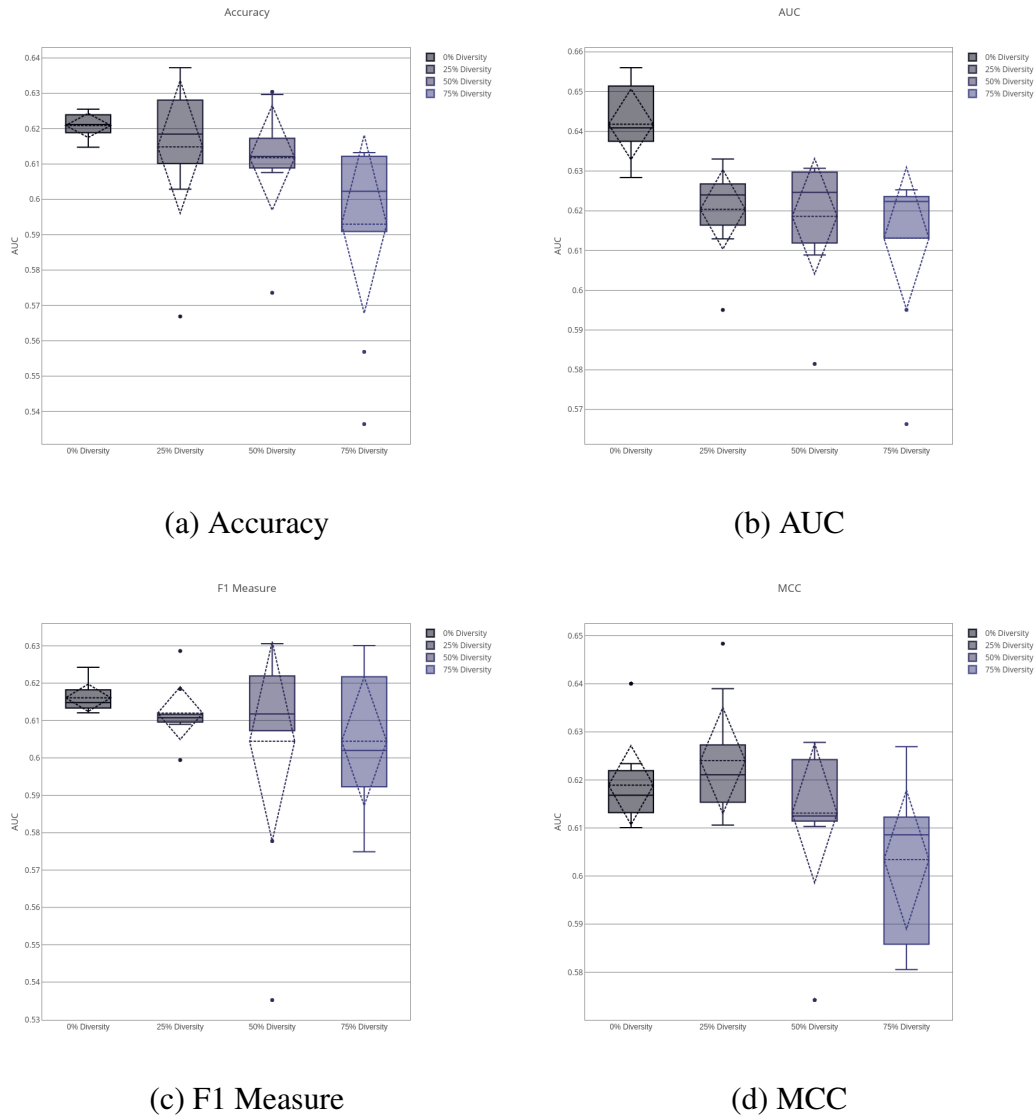 Accuracy
0.64
0.63
0.62
0.61
0.6
0.59
0.58
0.57
0.56
0.55
0.54
AUC
0% Diversity
25% Diversity
50% Diversity
75% Diversity
0% Diversity
25% Diversity
50% Diversity
75% Diversity
(a) Accuracy
AUC
0.66
0.65
0.64
0.63
0.62
0.61
0.6
0.59
0.58
0.57
AUC
0% Diversity
25% Diversity
50% Diversity
75% Diversity
0% Diversity
25% Diversity
50% Diversity
75% Diversity
(b) AUC
F1 Measure
0.63
0.62
0.61
0.6
0.59
0.58
0.57
0.56
0.55
0.54
0.53
AUC
0% Diversity
25% Diversity
50% Diversity
75% Diversity
0% Diversity
25% Diversity
50% Diversity
75% Diversity
(c) F1 Measure
MCC
0.65
0.64
0.63
0.62
0.61
0.6
0.59
0.58
AUC
0% Diversity
25% Diversity
50% Diversity
75% Diversity
0% Diversity
25% Diversity
50% Diversity
75% Diversity
(d) MCC